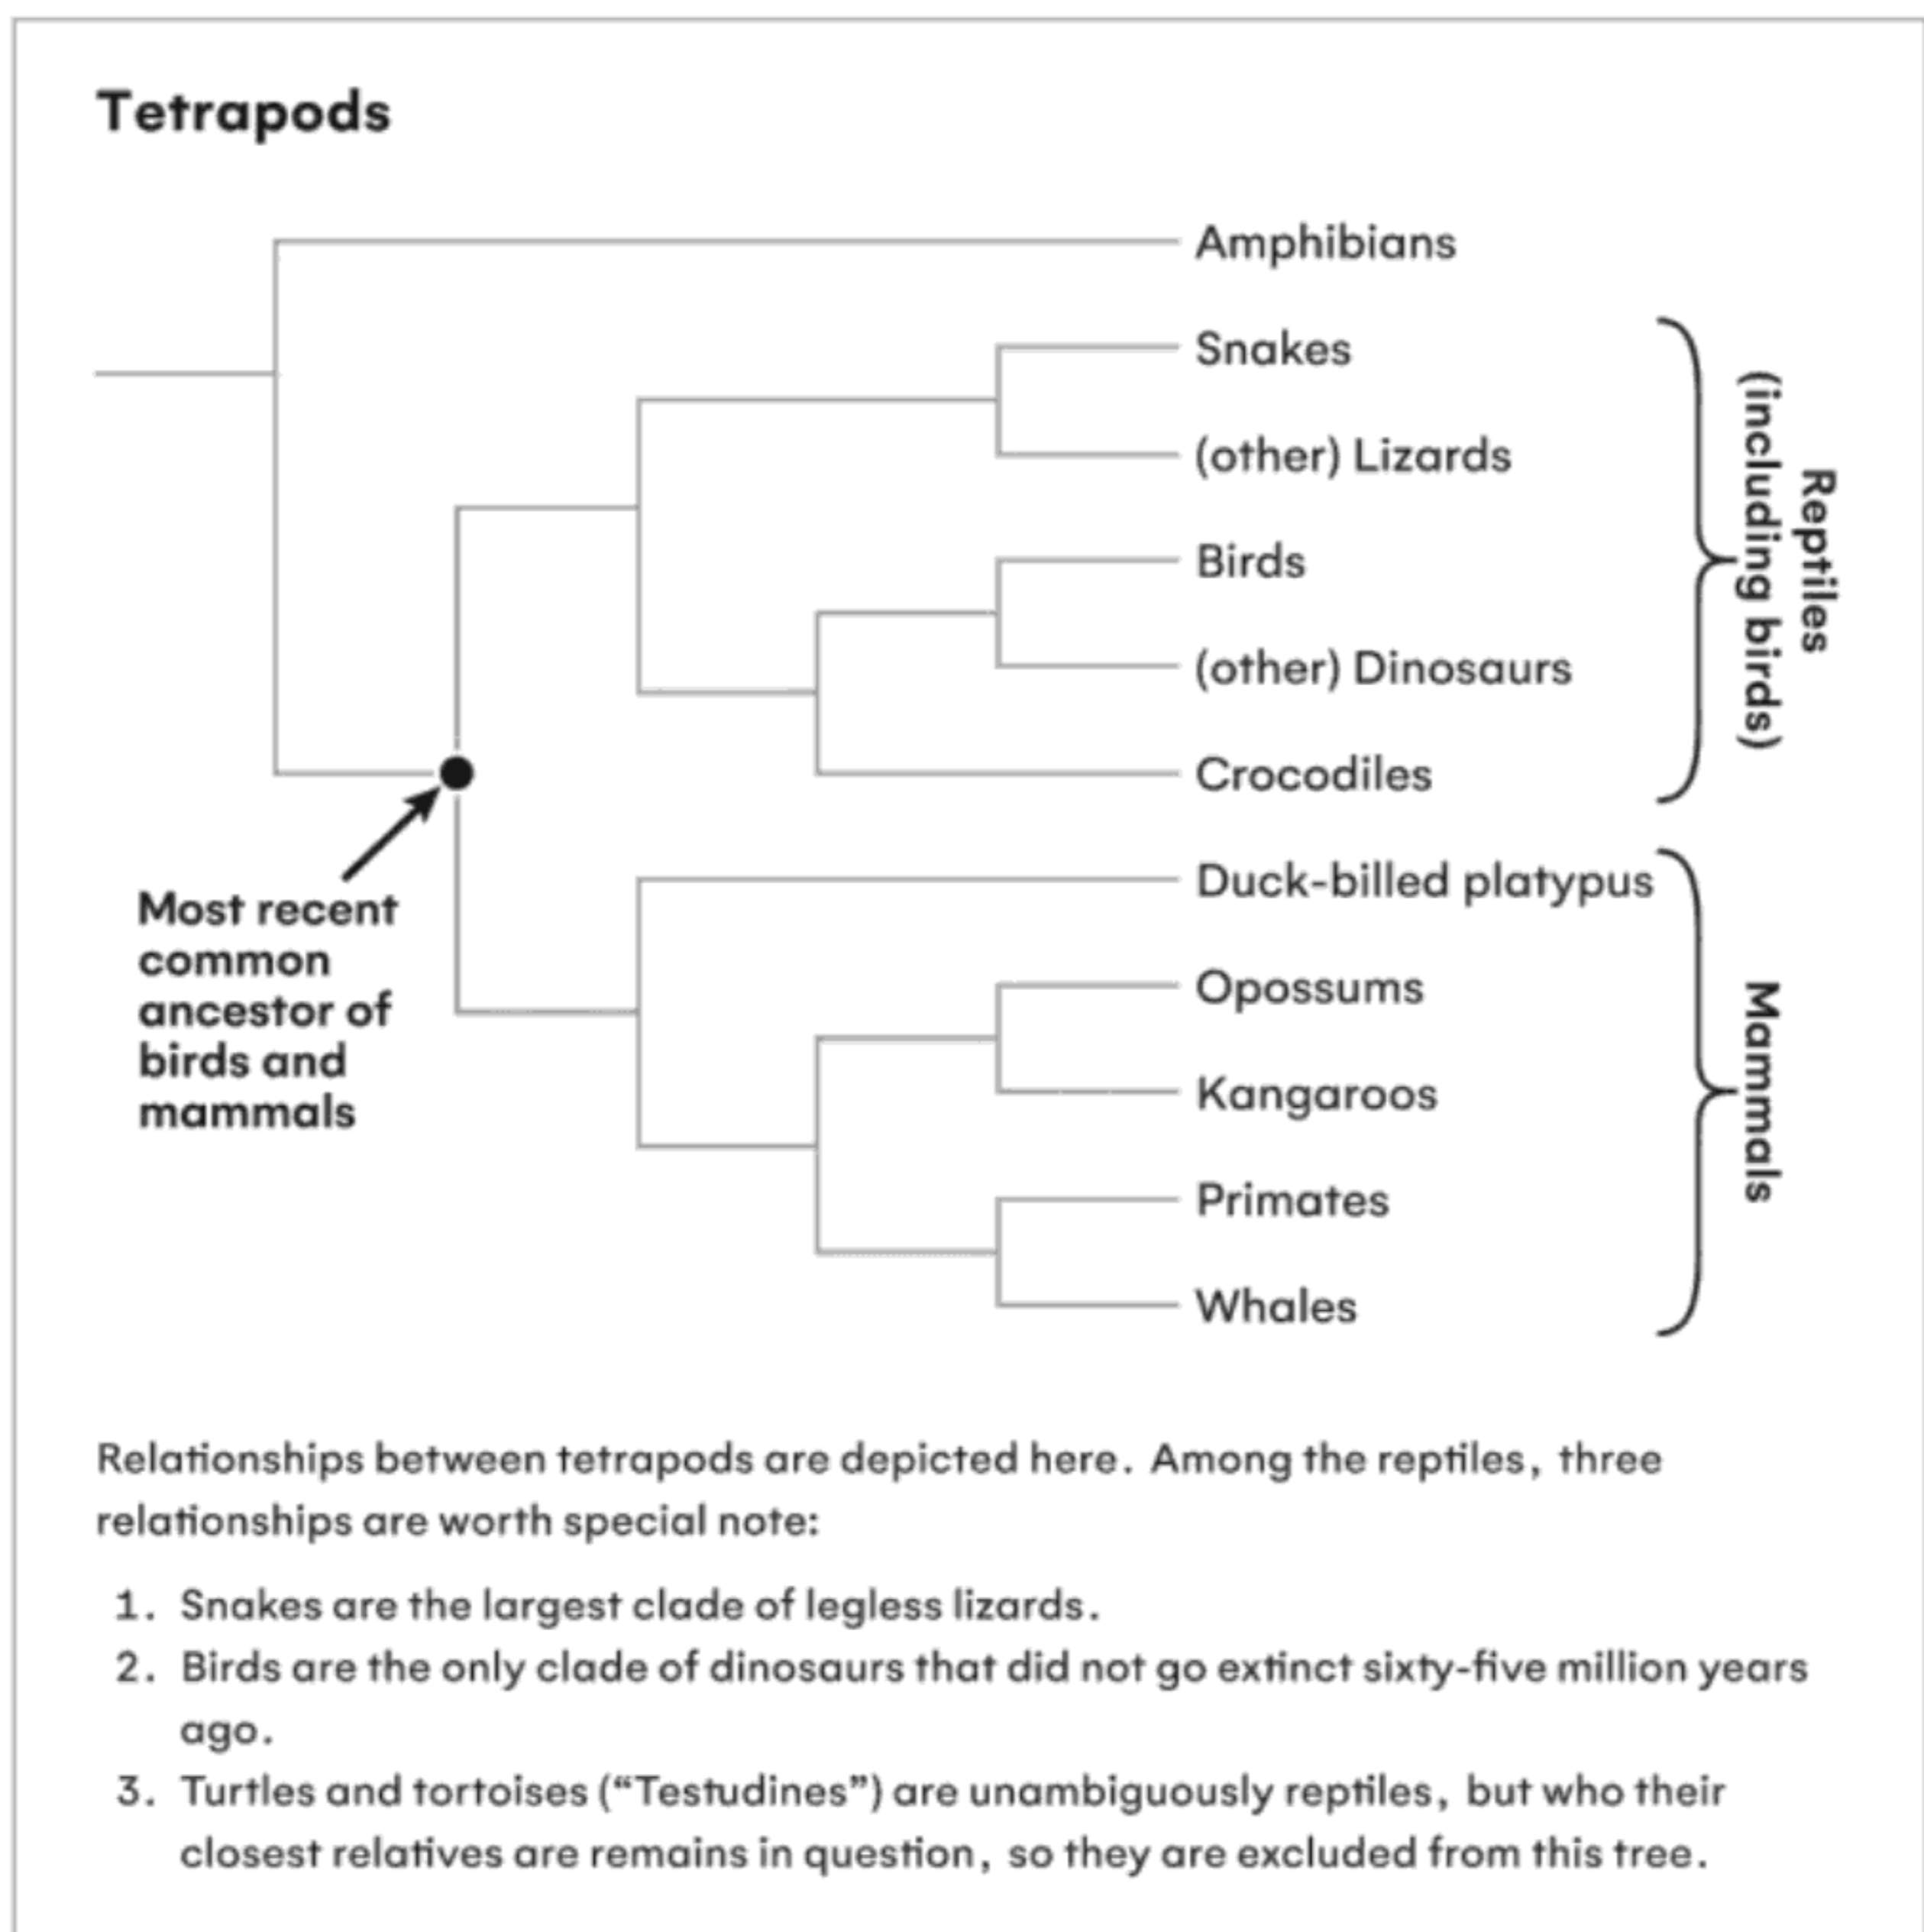 Tetrapods
Amphibians
Snakes
(other) Lizards
Birds
(other) Dinosaurs
Crocodiles
Reptiles
(including birds)
Most recent
common
ancestor of
birds and
mammals
Duck-billed platypus
Opossums
Kangaroos
Primates
Whales
Mammals
Relationships between tetrapods are depicted here. Among the reptiles, three
relationships are worth special note:
1. Snakes are the largest clade of legless lizards.
2. Birds are the only clade of dinosaurs that did not go extinct sixty-five million years
ago.
3. Turtles and tortoises (“Testudines”) are unambiguously reptiles, but who their
closest relatives are remains in question, so they are excluded from this tree.